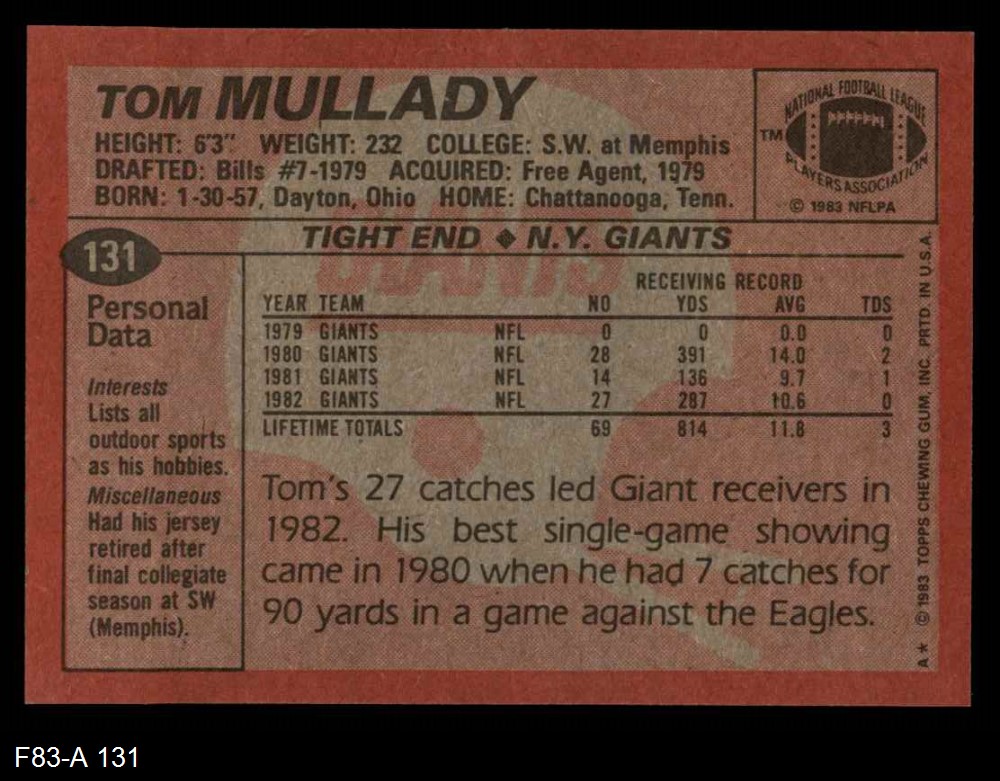 TOM MULLADY
HEIGHT: 6'3" WEIGHT: 232 COLLEGE: S.W. at Memphis
DRAFTED: Bills #7-1979 ACQUIRED: Free Agent, 1979
BORN: 1-30-57, Dayton, Ohio HOME: Chattanooga, Tenn.
NATIONAL FOOTBALL LEAGUE
TM
PLAYERS ASSOCIATION
© 1983 NFLPA
TIGHT END ♦ N.Y. GIANTS
131
Personal
Data
Interests
Lists all
outdoor sports
as his hobbies.
Miscellaneous
Had his jersey
retired after
final collegiate
season at SW
(Memphis).
RECEIVING RECORD
YEAR TEAM NO YDS AVG TDS
1979 GIANTS NFL 0 0 0.0 0
1980 GIANTS NFL 28 391 14.0 2
1981 GIANTS NFL 14 136 9.7 1
1982 GIANTS NFL 27 287 10.6 0
LIFETIME TOTALS 69 814 11.8 3
Tom's 27 catches led Giant receivers in
1982. His best single-game showing
came in 1980 when he had 7 catches for
90 yards in a game against the Eagles.
A★ © 1983 TOPPS CHEWING GUM, INC. PRTD IN U.S.A.
GIANTS
F83-A 131